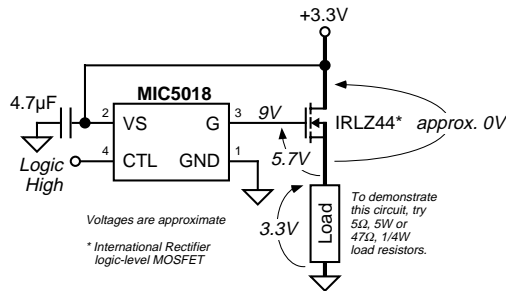 +3.3V
MIC5018
4.7µF
2
VS
G
3
9V
IRLZ44*
approx. 0V
4
CTL
GND
1
5.7V
Logic
High
Voltages are approximate
* International Rectifier
logic-level MOSFET
3.3V
Load
To demonstrate
this circuit, try
5Ω, 5W or
47Ω, 1/4W
load resistors.